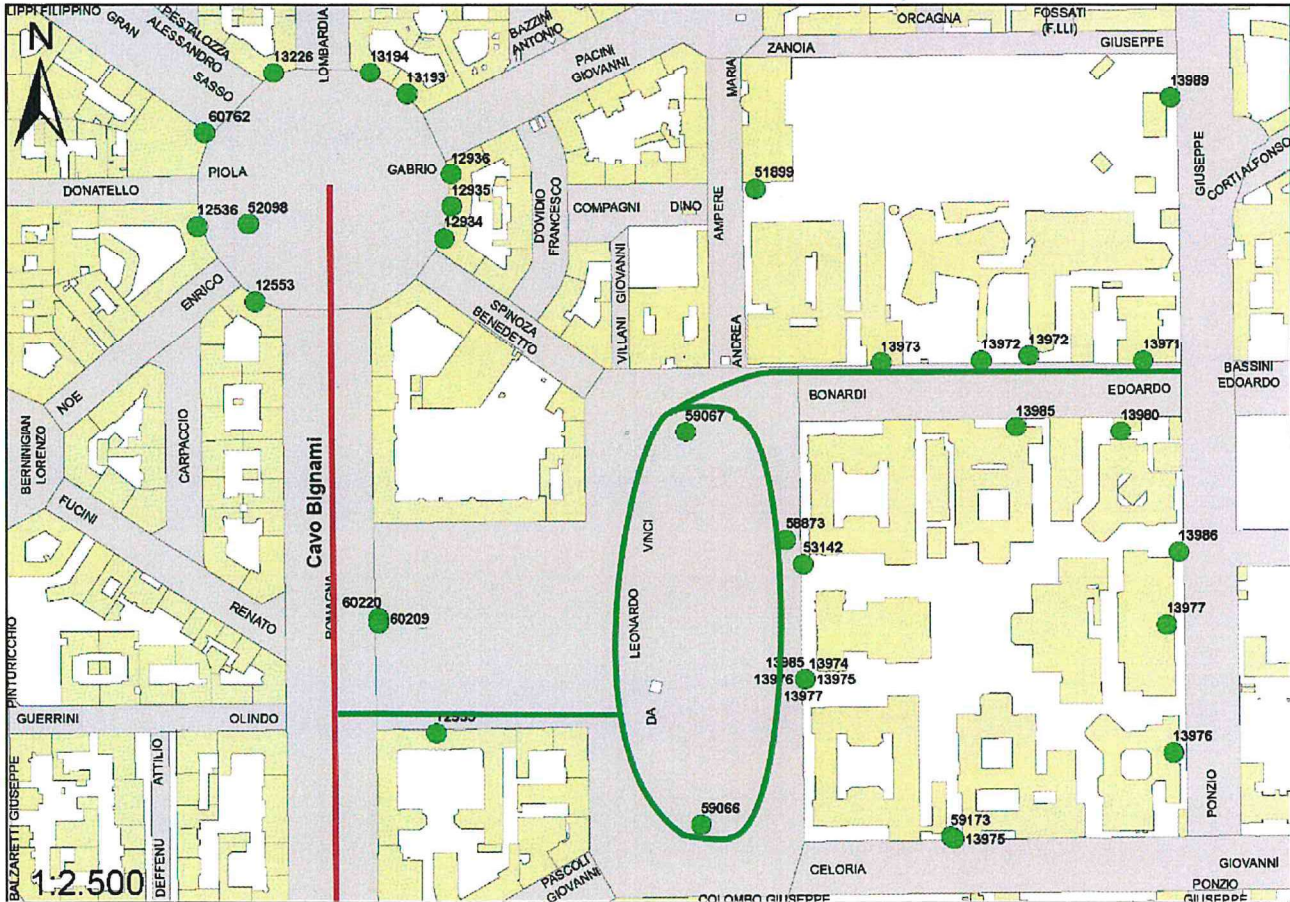 LIPPI FILIPPINO
GRAN
SASSO
PESTALOZZA
ALESSANDRO
LOMBARDIA
BAZZINI
ANTONIO
PACINI
GIOVANNI
ORCAGNA
FOSSATI
(F.LLI)
ZANOIA
GIUSEPPE
N
13226
13194
13193
MARIA
13989
60762
PIOLA
GABRIO
12936
12935
12934
DONATELLO
12536
52098
D'OVIDIO
FRANCESCO
COMPAGNI
DINO
AMPERE
51899
GIUSEPPE
CORTI ALFONSO
ENRICO
12553
SPINOZA
BENEDETTO
VILLANI GIOVANNI
ANDREA
13973
13972
13972
13971
BASSINI
EDOARDO
NOE
BERNINIGIAN
LORENZO
CARPACCIO
Cavo Bignami
59067
BONARDI
EDOARDO
13985
13980
FUCINI
RENATO
VINCI
58873
53142
13986
PINTURICCHIO
ROMAGNA
60220
60209
LEONARDO
13977
13985 13974
13976 13975
13977
GUERRINI
OLINDO
DA
13976
BALZARETTI GIUSEPPE
DEFFENU
ATTILIO
59066
59173
13975
PONZIO
1:2.500
PASCOLI
GIOVANNI
CELORIA
GIOVANNI
PONZIO
COLOMBO GIUSEPPE
GIUSEPPE